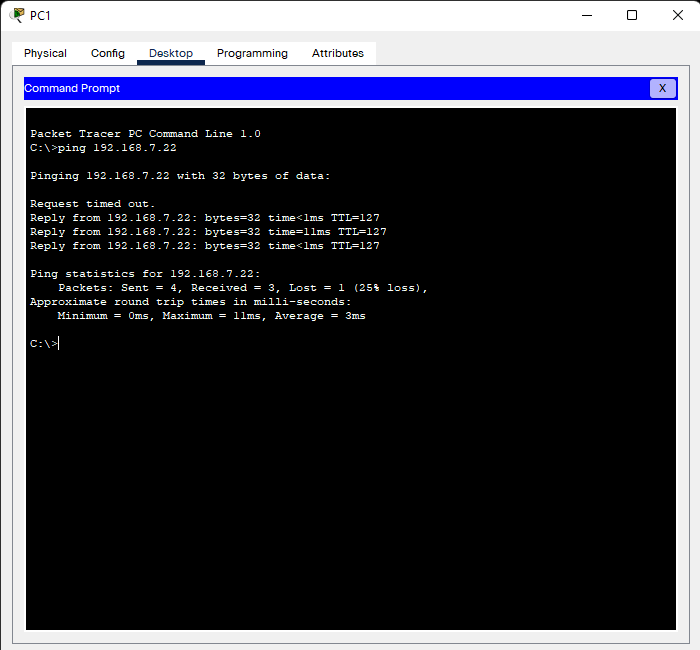 PC1
Physical Config Desktop Programming Attributes
Command Prompt X
Packet Tracer PC Command Line 1.0
C:\>ping 192.168.7.22
Pinging 192.168.7.22 with 32 bytes of data:
Request timed out.
Reply from 192.168.7.22: bytes=32 time<1ms TTL=127
Reply from 192.168.7.22: bytes=32 time=11ms TTL=127
Reply from 192.168.7.22: bytes=32 time<1ms TTL=127
Ping statistics for 192.168.7.22:
Packets: Sent = 4, Received = 3, Lost = 1 (25% loss),
Approximate round trip times in milli-seconds:
Minimum = 0ms, Maximum = 11ms, Average = 3ms
C:\>